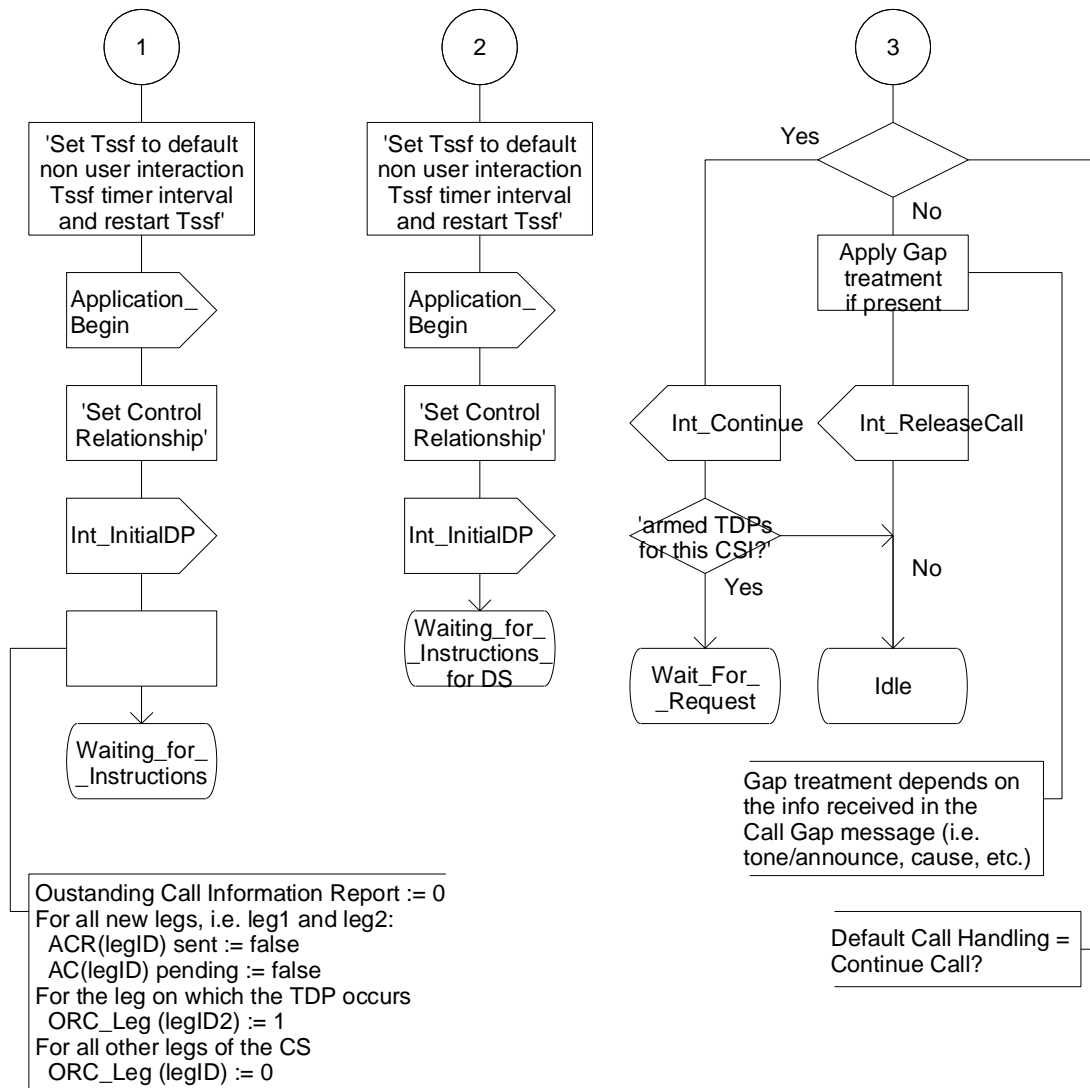 1
'Set Tssf to default
non user interaction
Tssf timer interval
and restart Tssf'
Application_
Begin
'Set Control
Relationship'
Int_InitialDP
Waiting_for_
_Instructions
Oustanding Call Information Report := 0
For all new legs, i.e. leg1 and leg2:
ACR(legID) sent := false
AC(legID) pending := false
For the leg on which the TDP occurs
ORC_Leg (legID2) := 1
For all other legs of the CS
ORC_Leg (legID) := 0
2
'Set Tssf to default
non user interaction
Tssf timer interval
and restart Tssf'
Application_
Begin
'Set Control
Relationship'
Int_InitialDP
Waiting_for_
_Instructions_
for DS
3
Yes
No
Apply Gap
treatment
if present
Int_Continue
Int_ReleaseCall
'armed TDPs
for this CSI?'
Yes
No
Wait_For_
_Request
Idle
Gap treatment depends on
the info received in the
Call Gap message (i.e.
tone/announce, cause, etc.)
Default Call Handling =
Continue Call?